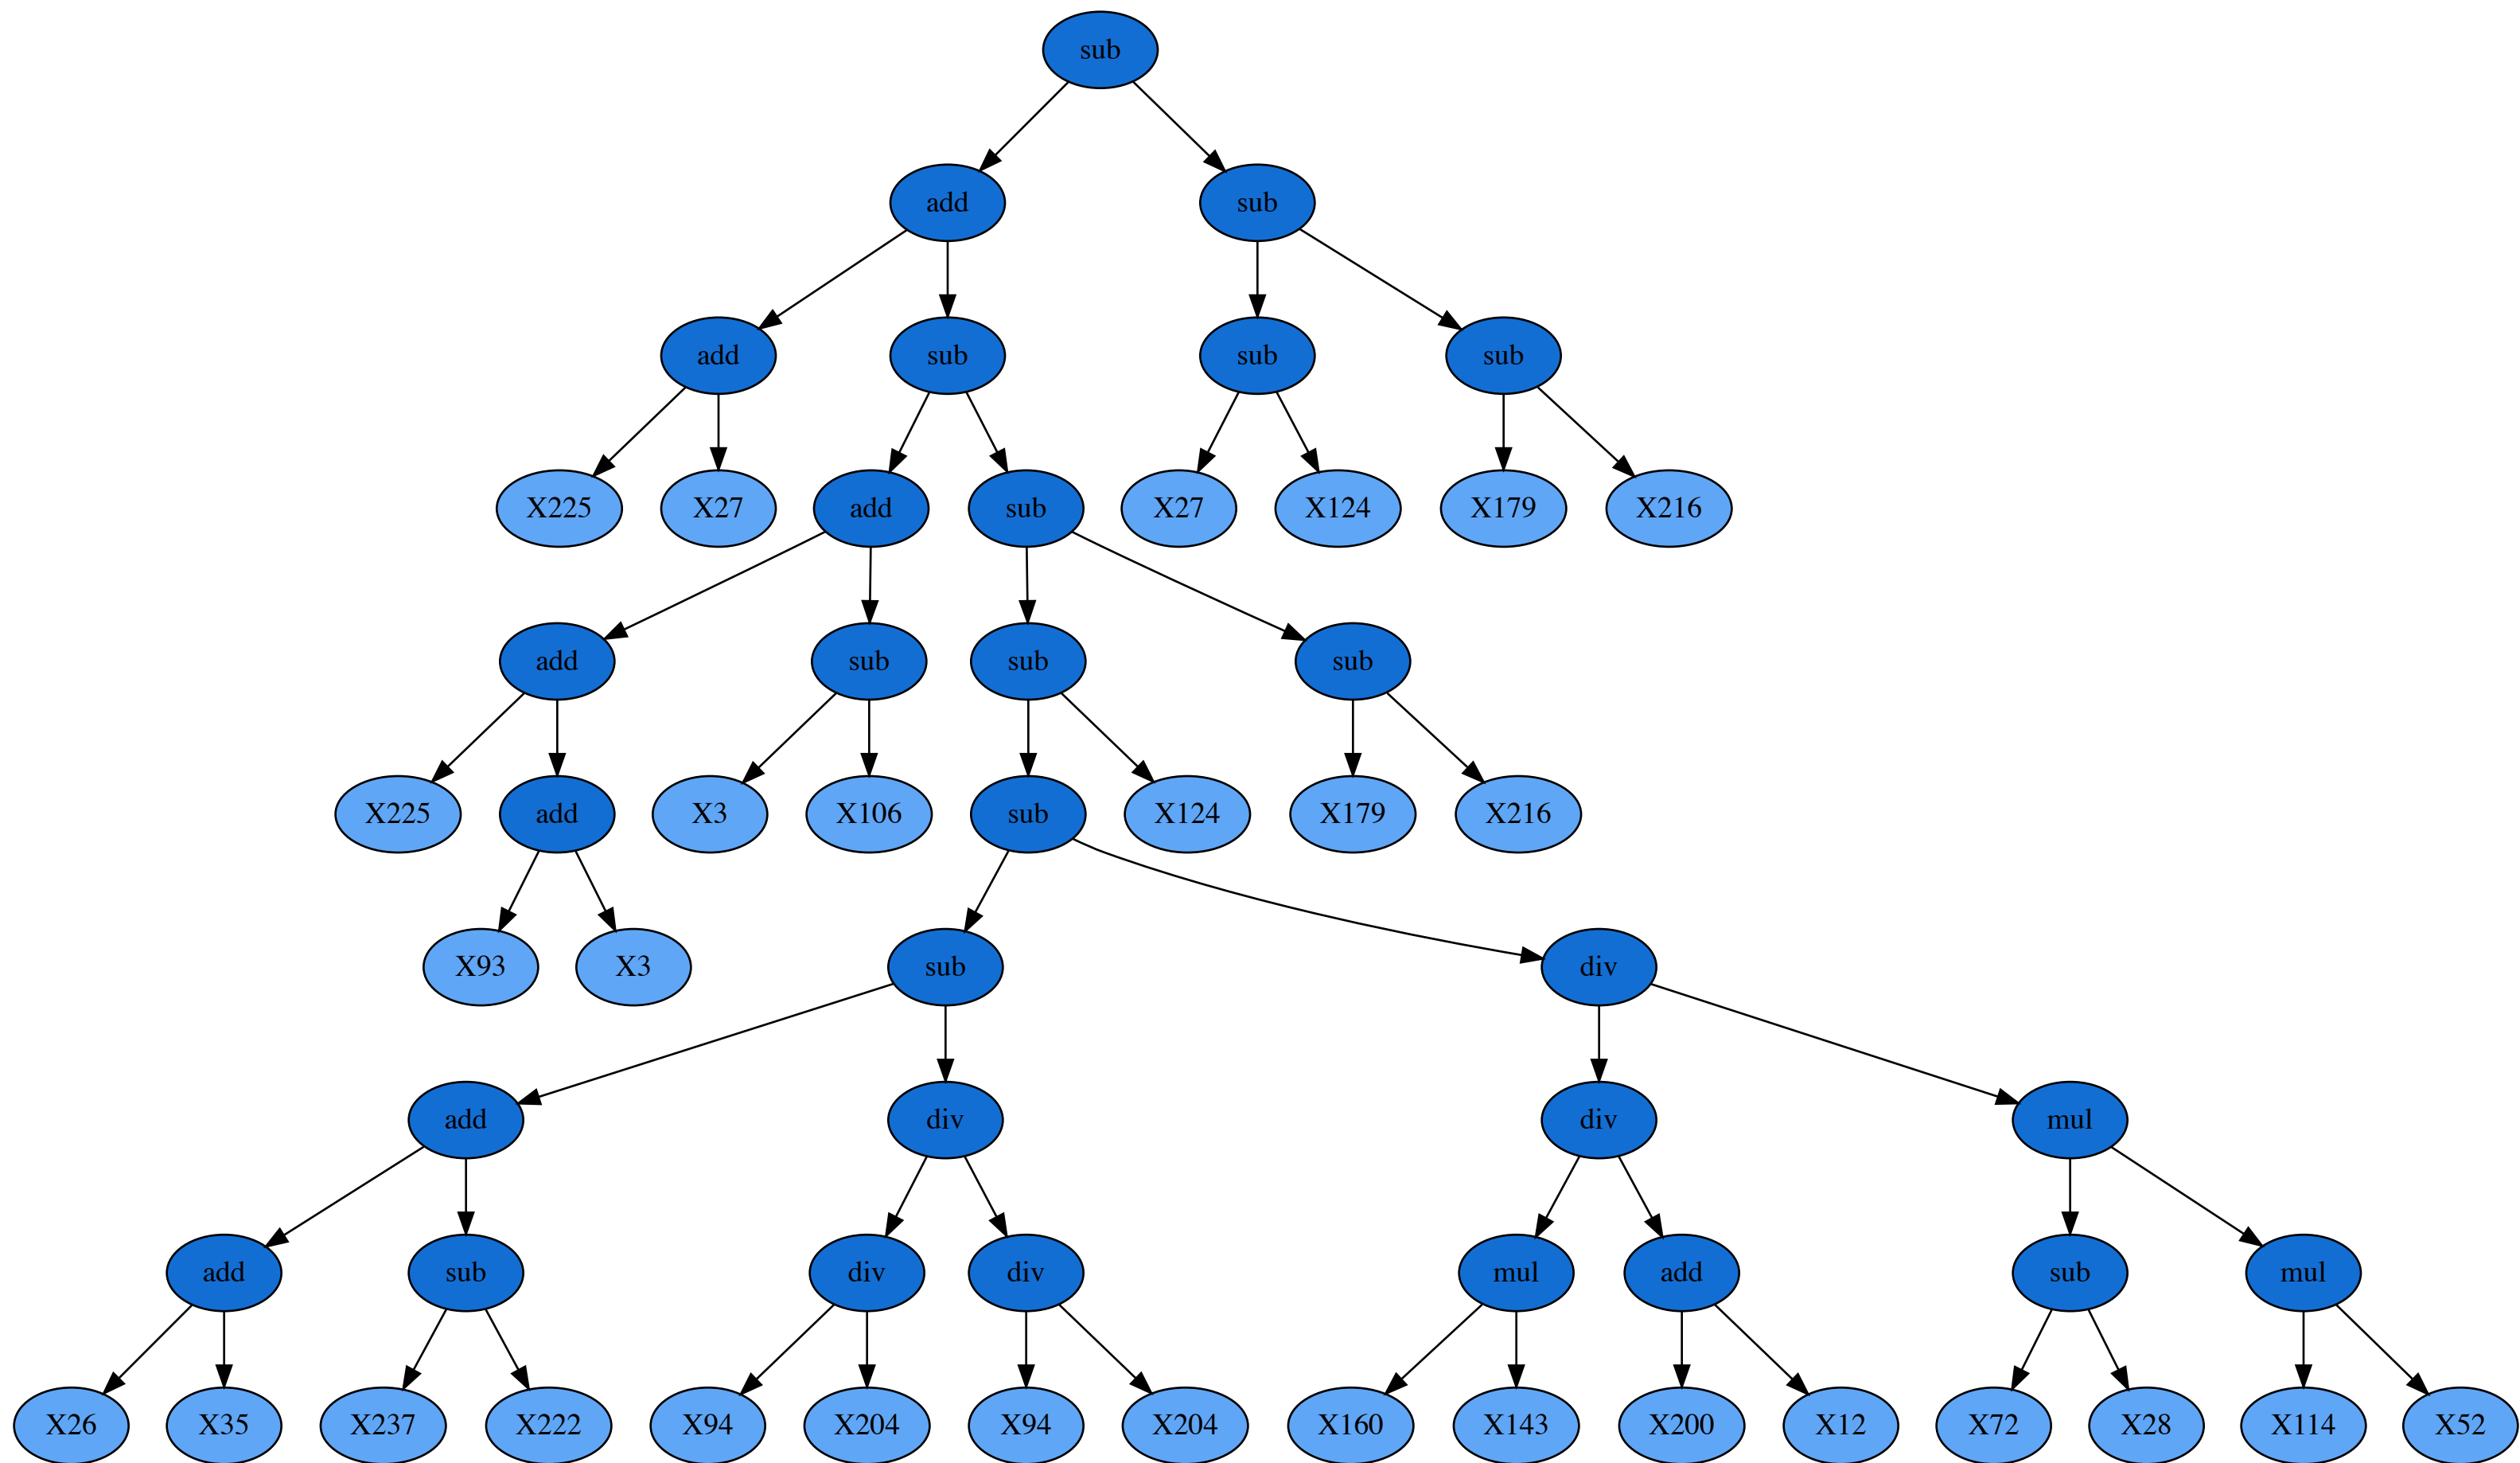 sub
add sub
add sub sub sub
X225 X27 add sub X27 X124 X179 X216
add sub sub sub
X225 add X3 X106 sub X124 X179 X216
X93 X3 sub div
add div div mul
add sub div div mul add sub mul
X26 X35 X237 X222 X94 X204 X94 X204 X160 X143 X200 X12 X72 X28 X114 X52